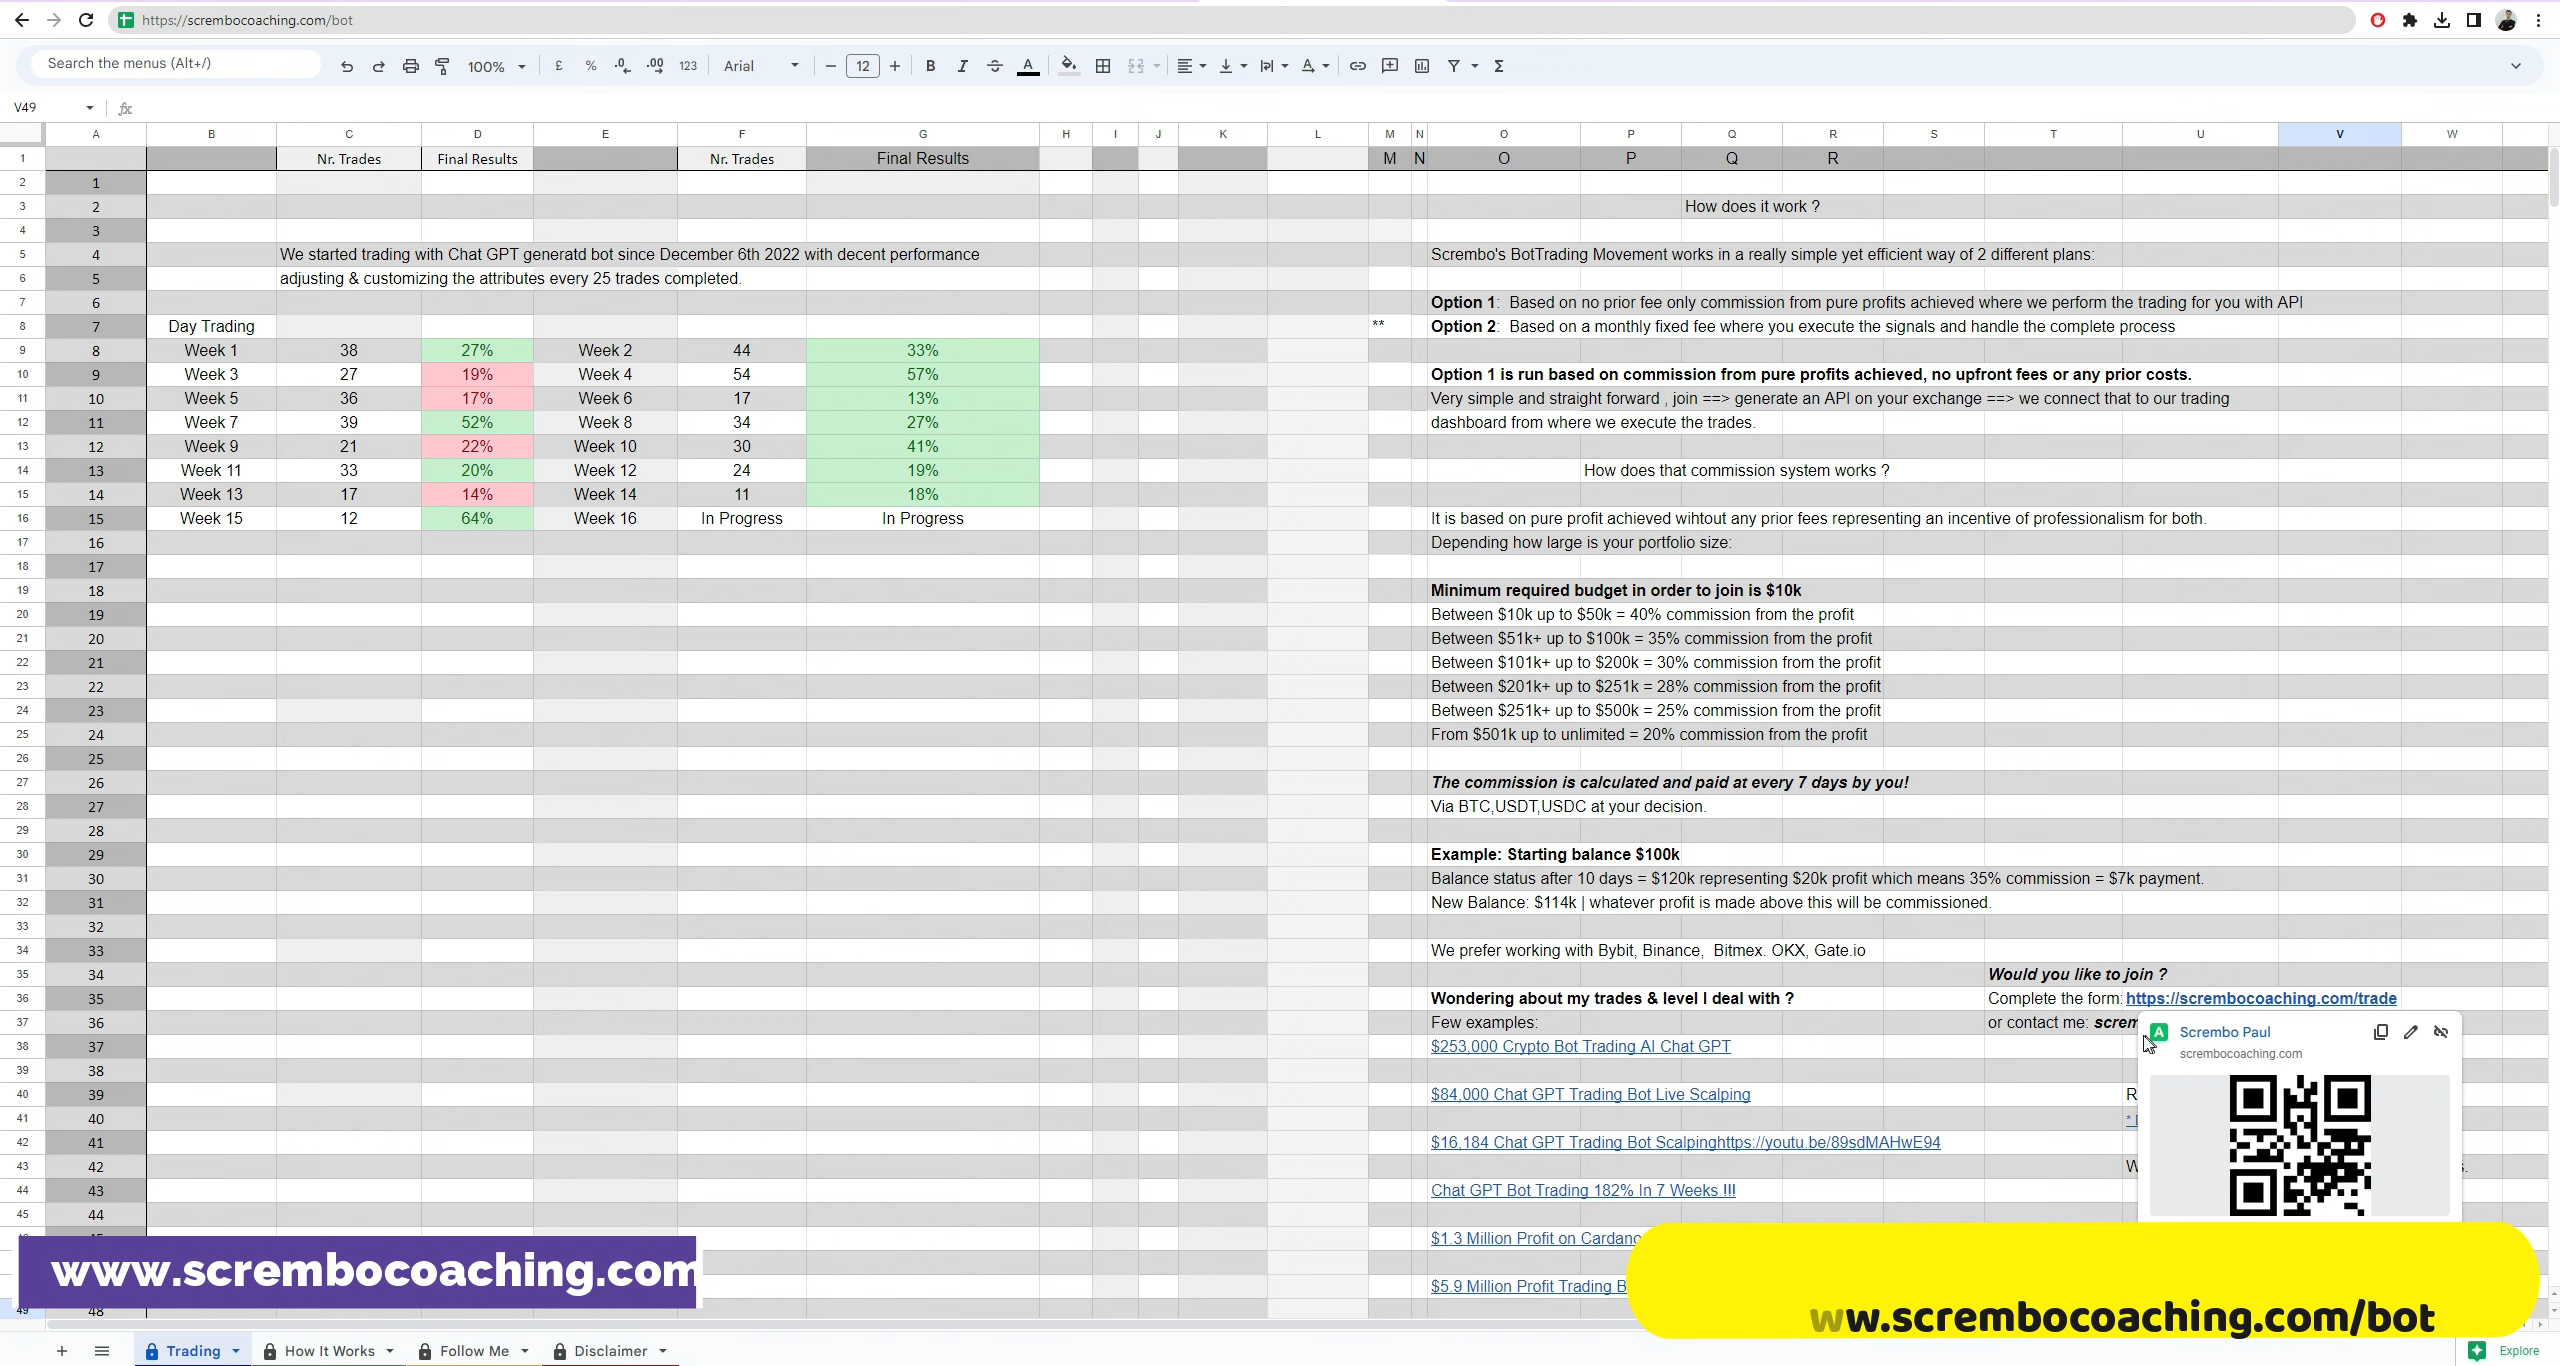 https://scrembocoaching.com/bot
Search the menus (Alt+/)
100%
£ % .0 .00 123
Arial
12
V49
fx
A B C D E F G H I J K L M N O P Q R S T U V W
1 Nr. Trades Final Results Nr. Trades Final Results M N O P Q R
2 1
3 2 How does it work ?
4 3
5 4 We started trading with Chat GPT generatd bot since December 6th 2022 with decent performance Scrembo's BotTrading Movement works in a really simple yet efficient way of 2 different plans:
6 5 adjusting & customizing the attributes every 25 trades completed.
7 6 Option 1: Based on no prior fee only commission from pure profits achieved where we perform the trading for you with API
8 7 Day Trading ** Option 2: Based on a monthly fixed fee where you execute the signals and handle the complete process
9 8 Week 1 38 27% Week 2 44 33%
10 9 Week 3 27 19% Week 4 54 57% Option 1 is run based on commission from pure profits achieved, no upfront fees or any prior costs.
11 10 Week 5 36 17% Week 6 17 13% Very simple and straight forward , join ==> generate an API on your exchange ==> we connect that to our trading
12 11 Week 7 39 52% Week 8 34 27% dashboard from where we execute the trades.
13 12 Week 9 21 22% Week 10 30 41%
14 13 Week 11 33 20% Week 12 24 19% How does that commission system works ?
15 14 Week 13 17 14% Week 14 11 18%
16 15 Week 15 12 64% Week 16 In Progress In Progress It is based on pure profit achieved wihtout any prior fees representing an incentive of professionalism for both.
17 16 Depending how large is your portfolio size:
18 17
19 18 Minimum required budget in order to join is $10k
20 19 Between $10k up to $50k = 40% commission from the profit
21 20 Between $51k+ up to $100k = 35% commission from the profit
22 21 Between $101k+ up to $200k = 30% commission from the profit
23 22 Between $201k+ up to $251k = 28% commission from the profit
24 23 Between $251k+ up to $500k = 25% commission from the profit
25 24 From $501k up to unlimited = 20% commission from the profit
26 25
27 26 The commission is calculated and paid at every 7 days by you!
28 27 Via BTC,USDT,USDC at your decision.
29 28
30 29 Example: Starting balance $100k
31 30 Balance status after 10 days = $120k representing $20k profit which means 35% commission = $7k payment.
32 31 New Balance: $114k | whatever profit is made above this will be commissioned.
33 32
34 33 We prefer working with Bybit, Binance, Bitmex. OKX, Gate.io
35 34 Would you like to join ?
36 35 Wondering about my trades & level I deal with ? Complete the form: https://scrembocoaching.com/trade
37 36 Few examples: or contact me: screm
38 37 $253,000 Crypto Bot Trading AI Chat GPT Scrembo Paul
scrembocoaching.com
39 38
40 39 $84,000 Chat GPT Trading Bot Live Scalping R
41 40
42 41 $16,184 Chat GPT Trading Bot Scalpinghttps://youtu.be/89sdMAHwE94
43 42 W s.
44 43 Chat GPT Bot Trading 182% In 7 Weeks !!!
45 44
$1.3 Million Profit on Cardano
www.scrembocoaching.com
$5.9 Million Profit Trading B
49 48
ww.scrembocoaching.com/bot
Trading How It Works Follow Me Disclaimer Explore